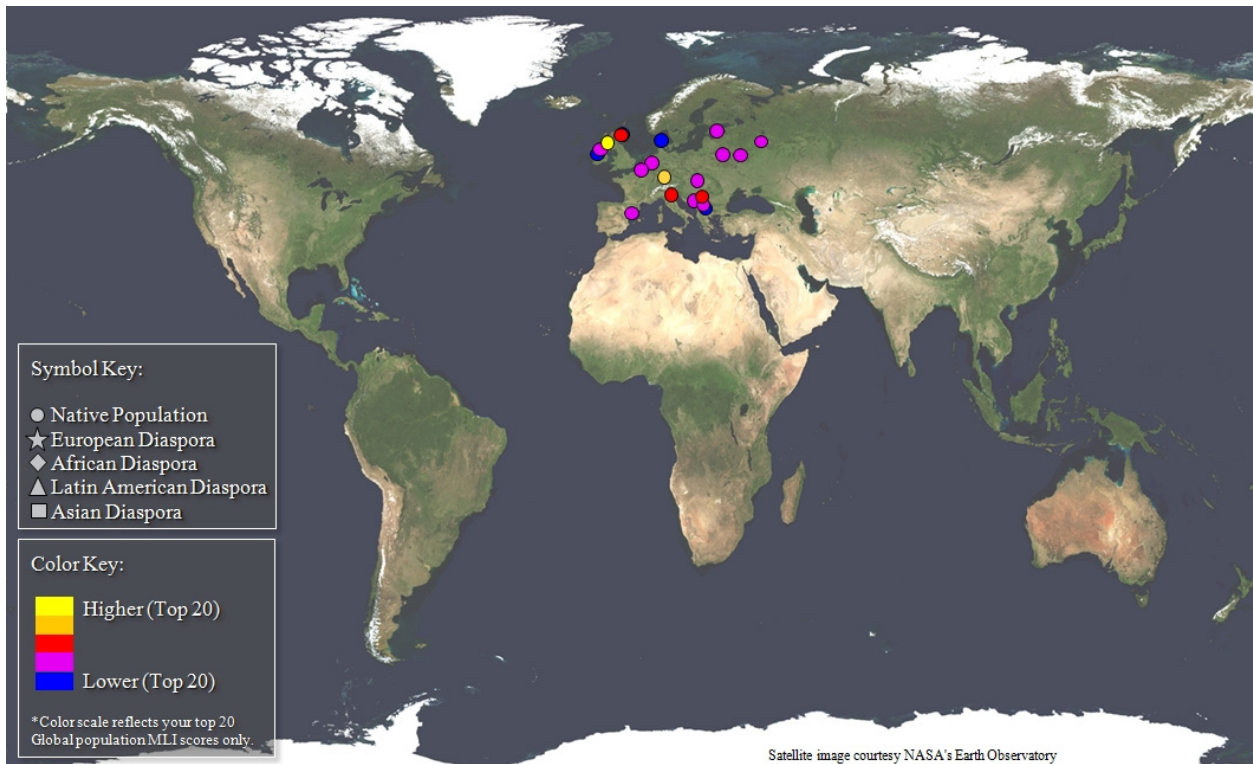 Symbol Key:
Native Population
European Diaspora
African Diaspora
Latin American Diaspora
Asian Diaspora
Color Key:
Higher (Top 20)
Lower (Top 20)
*Color scale reflects your top 20
Global population MLI scores only.
Satellite image courtesy NASA's Earth Observatory